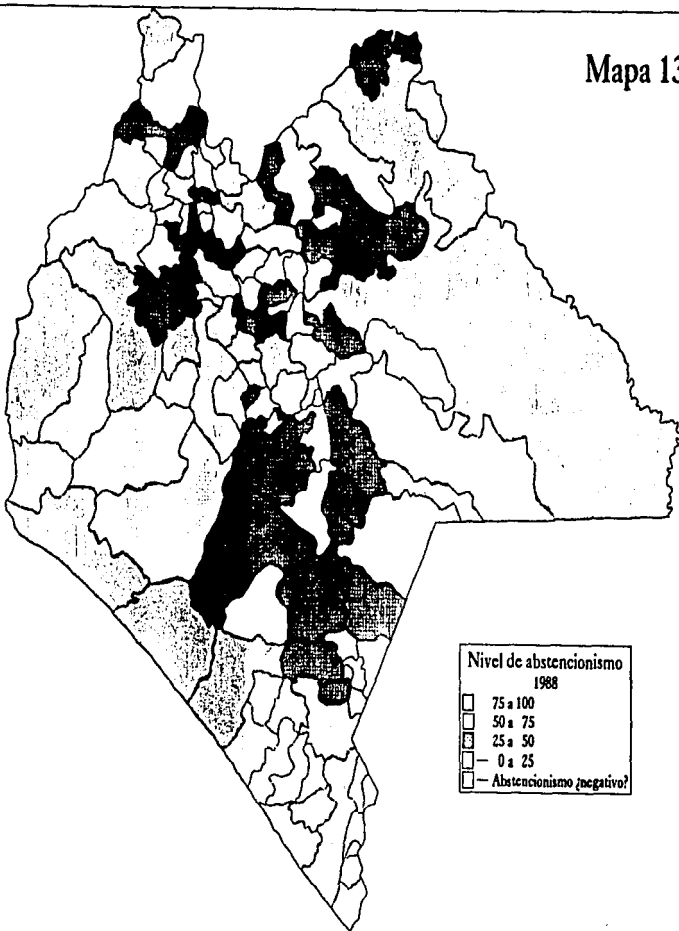 Mapa 13
Nivel de abstencionismo
1988
75 a 100
50 a 75
25 a 50
— 0 a 25
— Abstencionismo ¿negativo?